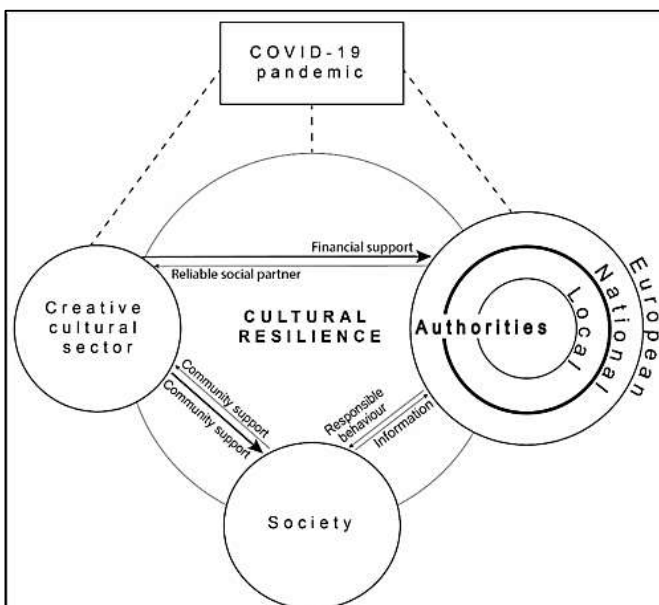 COVID-19
pandemic
Financial support
Reliable social partner
Creative
cultural
sector
CULTURAL
RESILIENCE
Authorities
Local
National
European
Community support
Community support
Responsible
behaviour
Information
Society